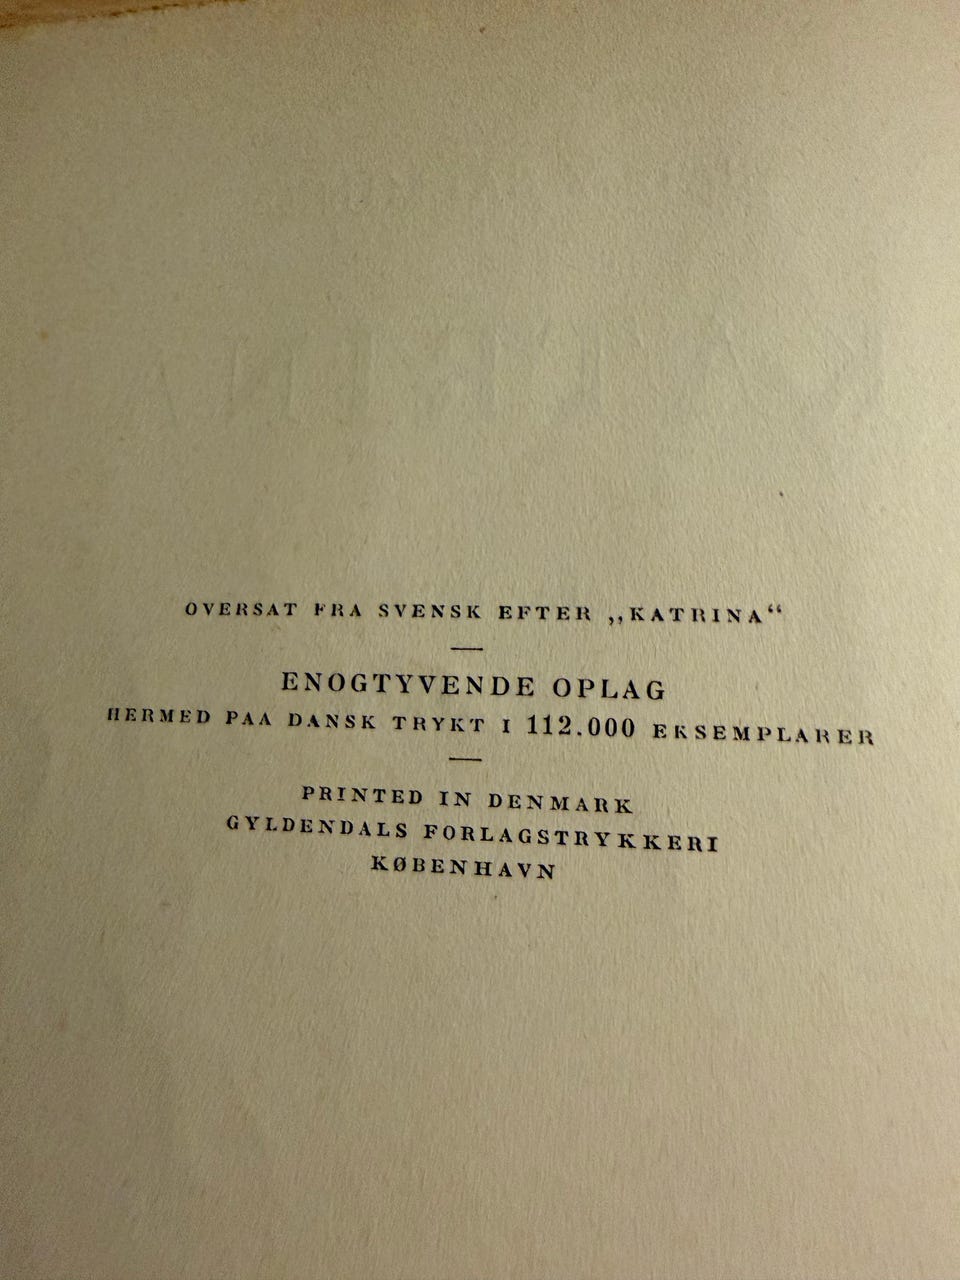 OVERSAT FRA SVENSK EFTER „KATRINA“
ENOGTYVENDE OPLAG
HERMED PAA DANSK TRYKT I 112.000 EKSEMPLARER
PRINTED IN DENMARK
GYLDENDALS FORLAGSTRYKKERI
KØBENHAVN